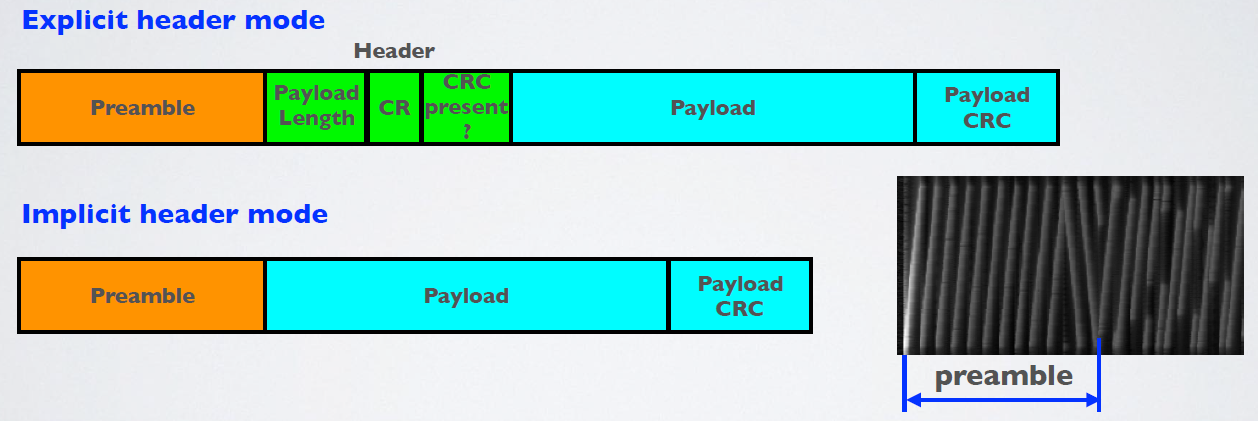 Explicit header mode
Header
Preamble
Payload
Length
CR
CRC
present
?
Payload
Payload
CRC
Implicit header mode
Preamble
Payload
Payload
CRC
preamble